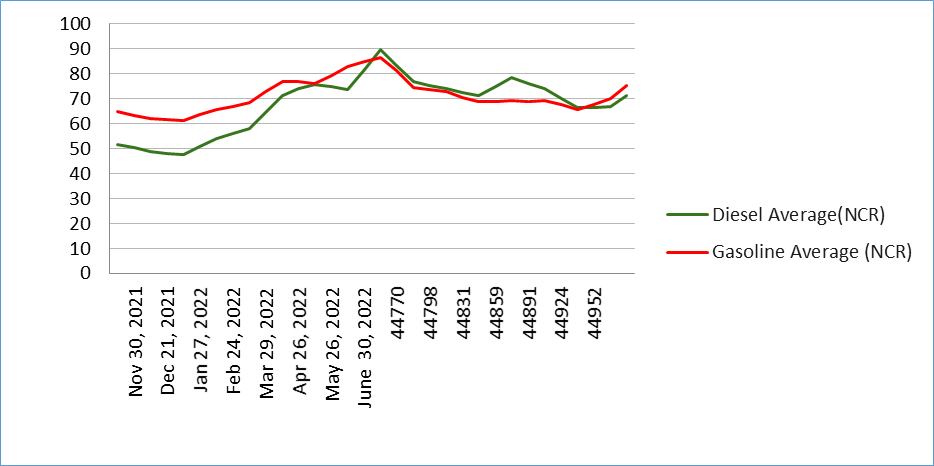 100
90
80
70
60
50
40
30
20
10
0
Nov 30, 2021
Dec 21, 2021
Jan 27, 2022
Feb 24, 2022
Mar 29, 2022
Apr 26, 2022
May 26, 2022
June  30, 2022
44770
44798
44831
44859
44891
44924
44952
Diesel Average(NCR)
Gasoline Average (NCR)